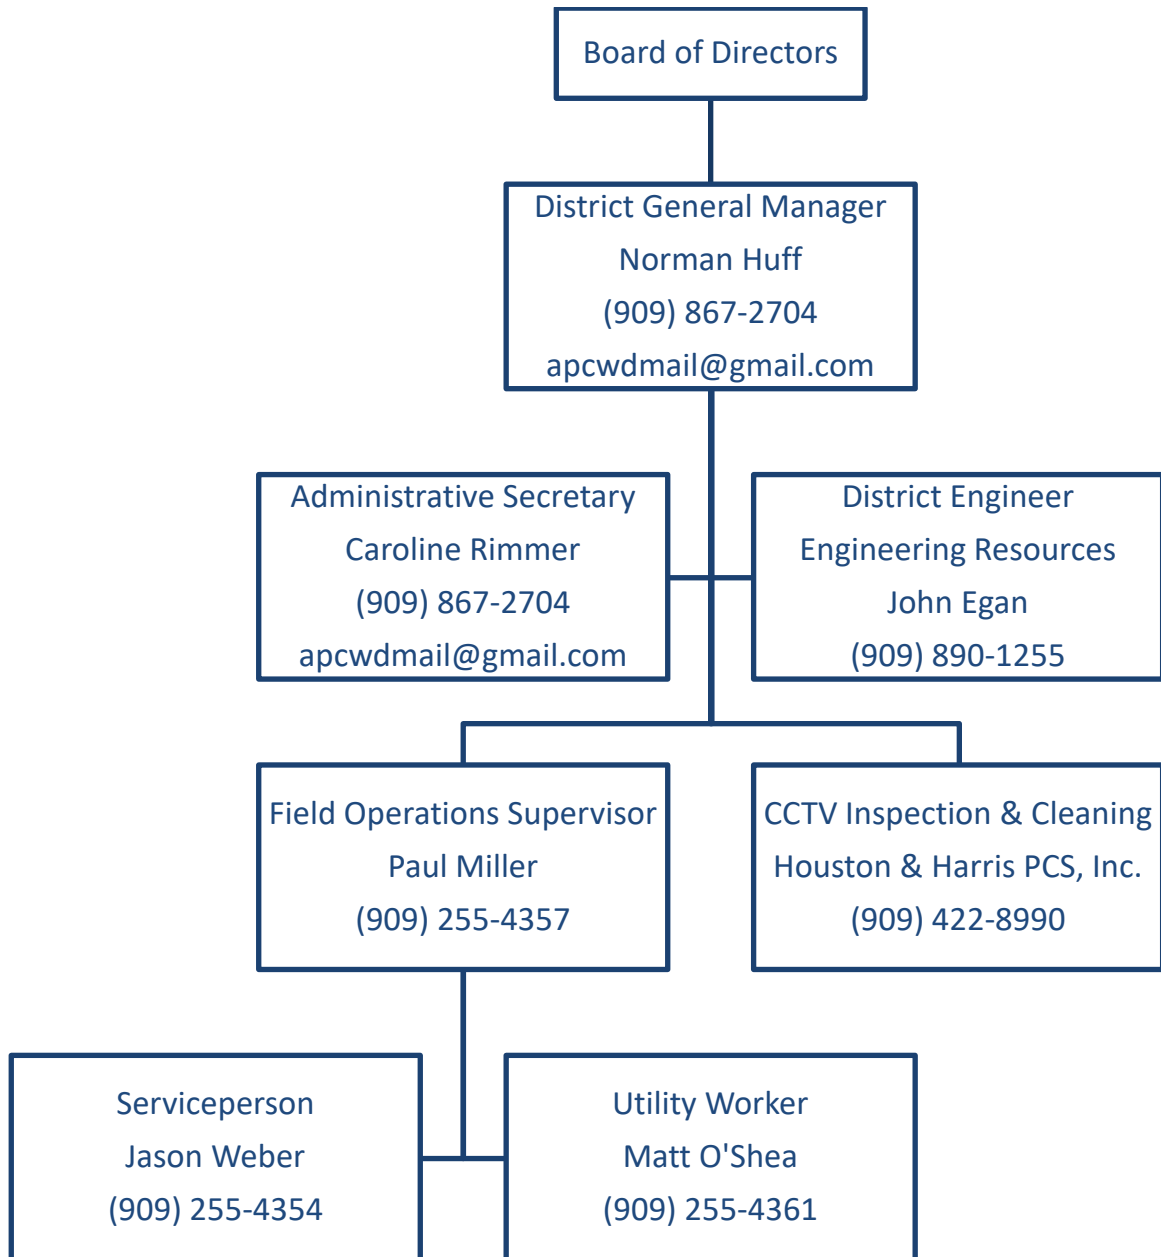 Board of Directors
District General Manager
Norman Huff
(909) 867-2704
apcwdmail@gmail.com
Administrative Secretary
Caroline Rimmer
(909) 867-2704
apcwdmail@gmail.com
District Engineer
Engineering Resources
John Egan
(909) 890-1255
Field Operations Supervisor
Paul Miller
(909) 255-4357
CCTV Inspection & Cleaning
Houston & Harris PCS, Inc.
(909) 422-8990
Serviceperson
Jason Weber
(909) 255-4354
Utility Worker
Matt O'Shea
(909) 255-4361